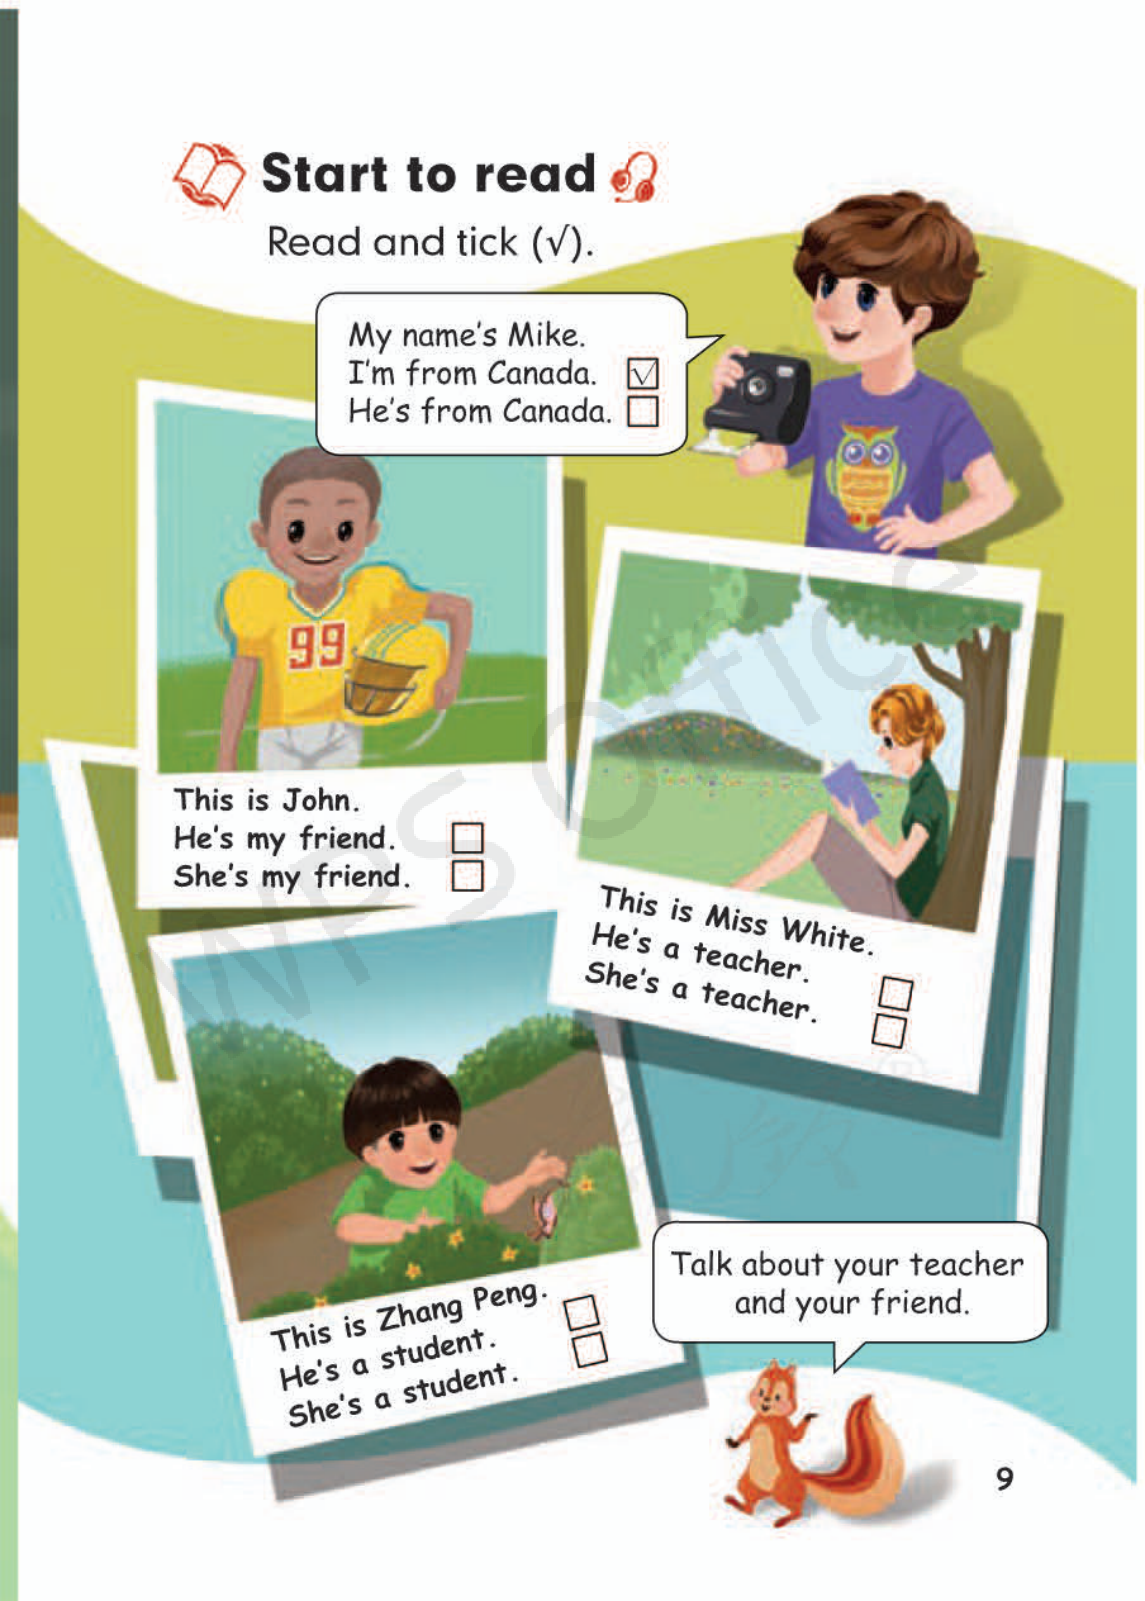 Start to read
Read and tick (√).
My name's Mike.
I'm from Canada.
He's from Canada.
99
This is John.
He's my friend.
She's my friend.
This is Miss White.
He's a teacher.
She's a teacher.
This is Zhang Peng.
He's a student.
She's a student.
Talk about your teacher
and your friend.
9
WPS Office